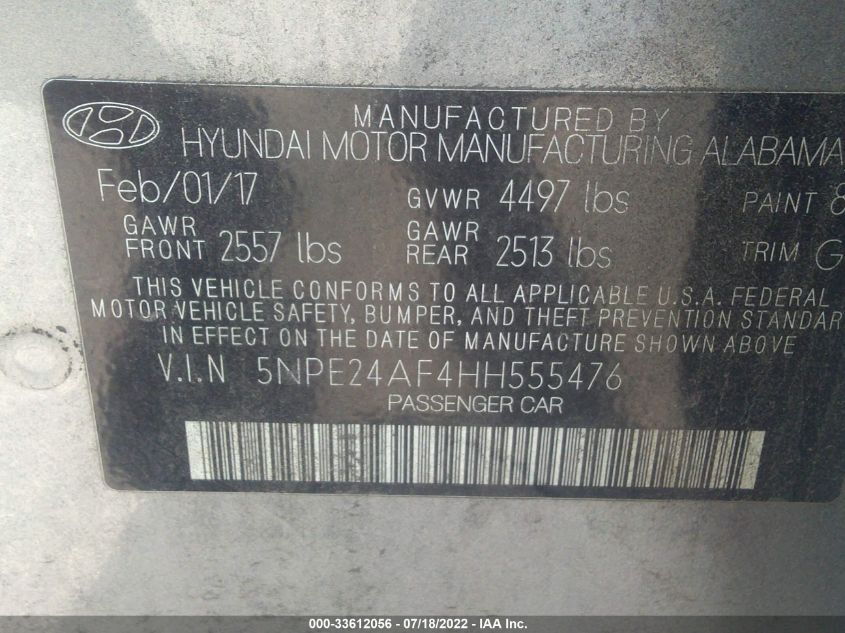 MANUFACTURED BY
HYUNDAI MOTOR MANUFACTURING ALABAMA
Feb/01/17 GVWR 4497 lbs PAINT 8
GAWR FRONT 2557 lbs GAWR REAR 2513 lbs TRIM G
THIS VEHICLE CONFORMS TO ALL APPLICABLE U.S.A. FEDERAL
MOTOR VEHICLE SAFETY, BUMPER, AND THEFT PREVENTION STANDAR
IN EFFECT ON THE DATE OF MANUFACTURE SHOWN ABOVE
V.I.N 5NPE24AF4HH555476
PASSENGER CAR
000-33612056 - 07/18/2022 - IAA Inc.